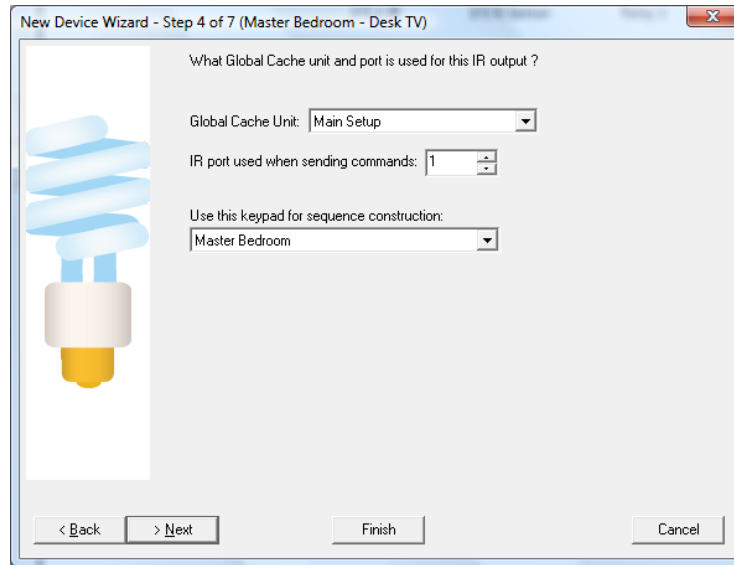 New Device Wizard - Step 4 of 7 (Master Bedroom - Desk TV)
What Global Cache unit and port is used for this IR output ?
Global Cache Unit: Main Setup
IR port used when sending commands: 1
Use this keypad for sequence construction:
Master Bedroom
< Back > Next Finish Cancel